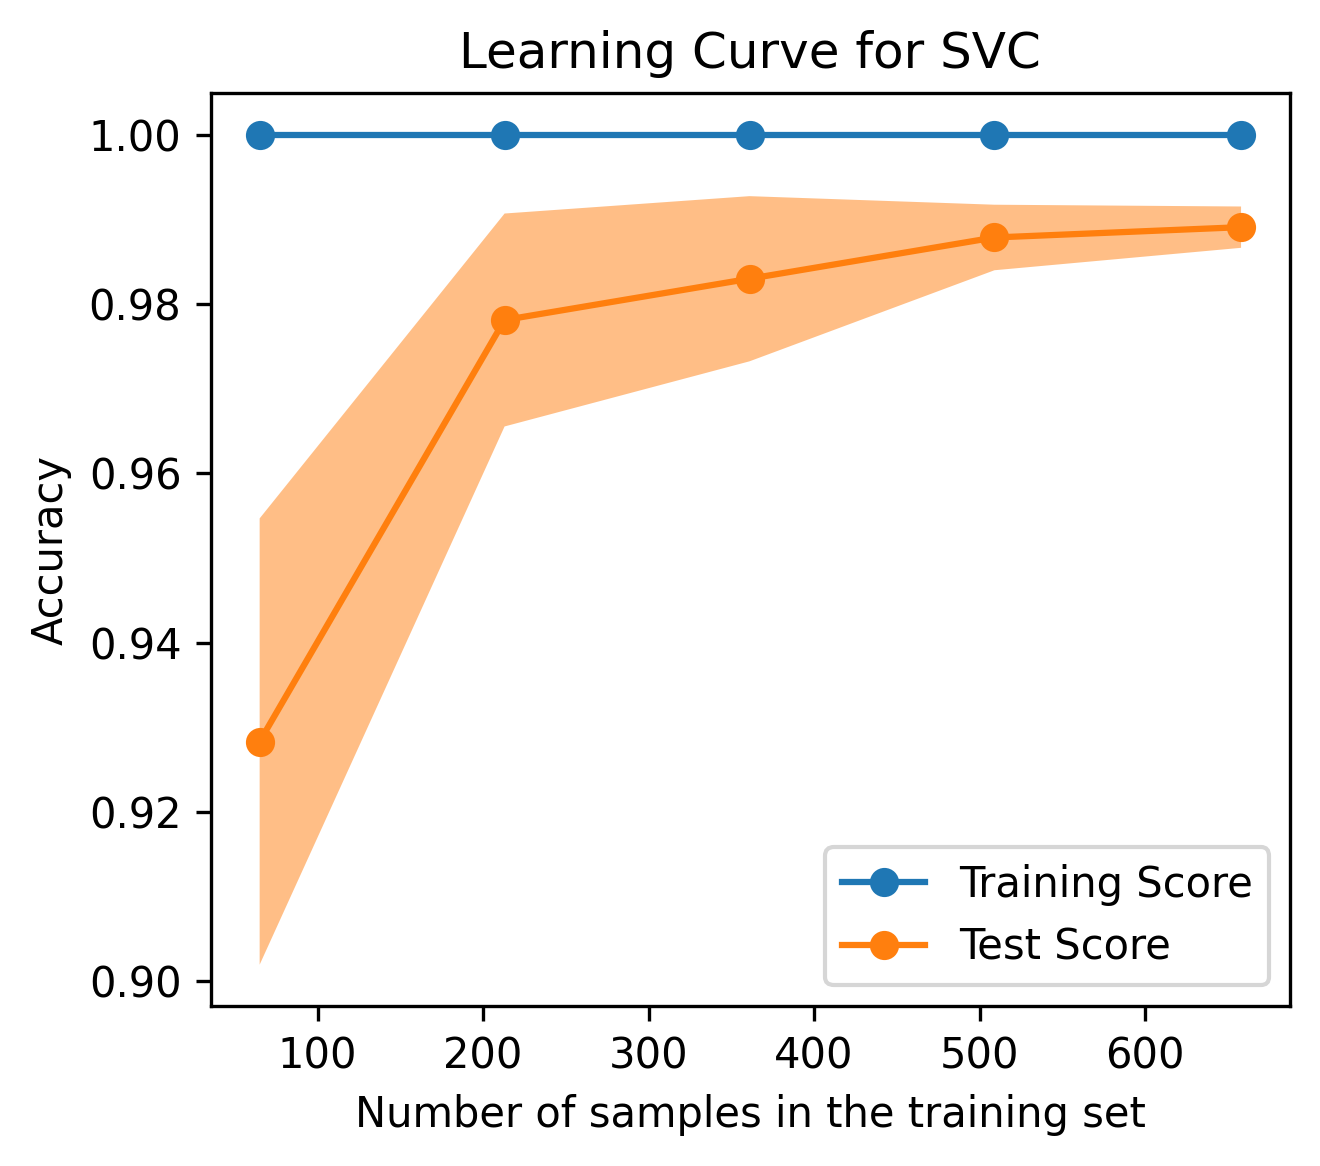 Learning Curve for SVC
1.00
0.98
0.96
0.94
0.92
0.90
Accuracy
Training Score
Test Score
100 200 300 400 500 600
Number of samples in the training set